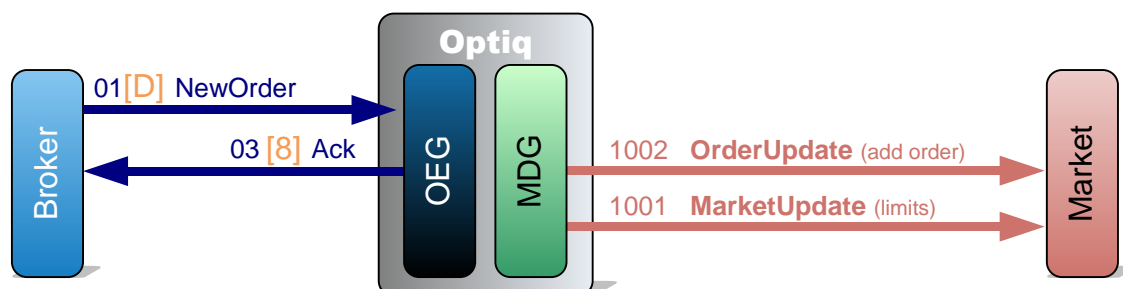 Optiq
Broker
01[D] NewOrder
03 [8] Ack
OEG
MDG
1002 OrderUpdate (add order)
1001 MarketUpdate (limits)
Market